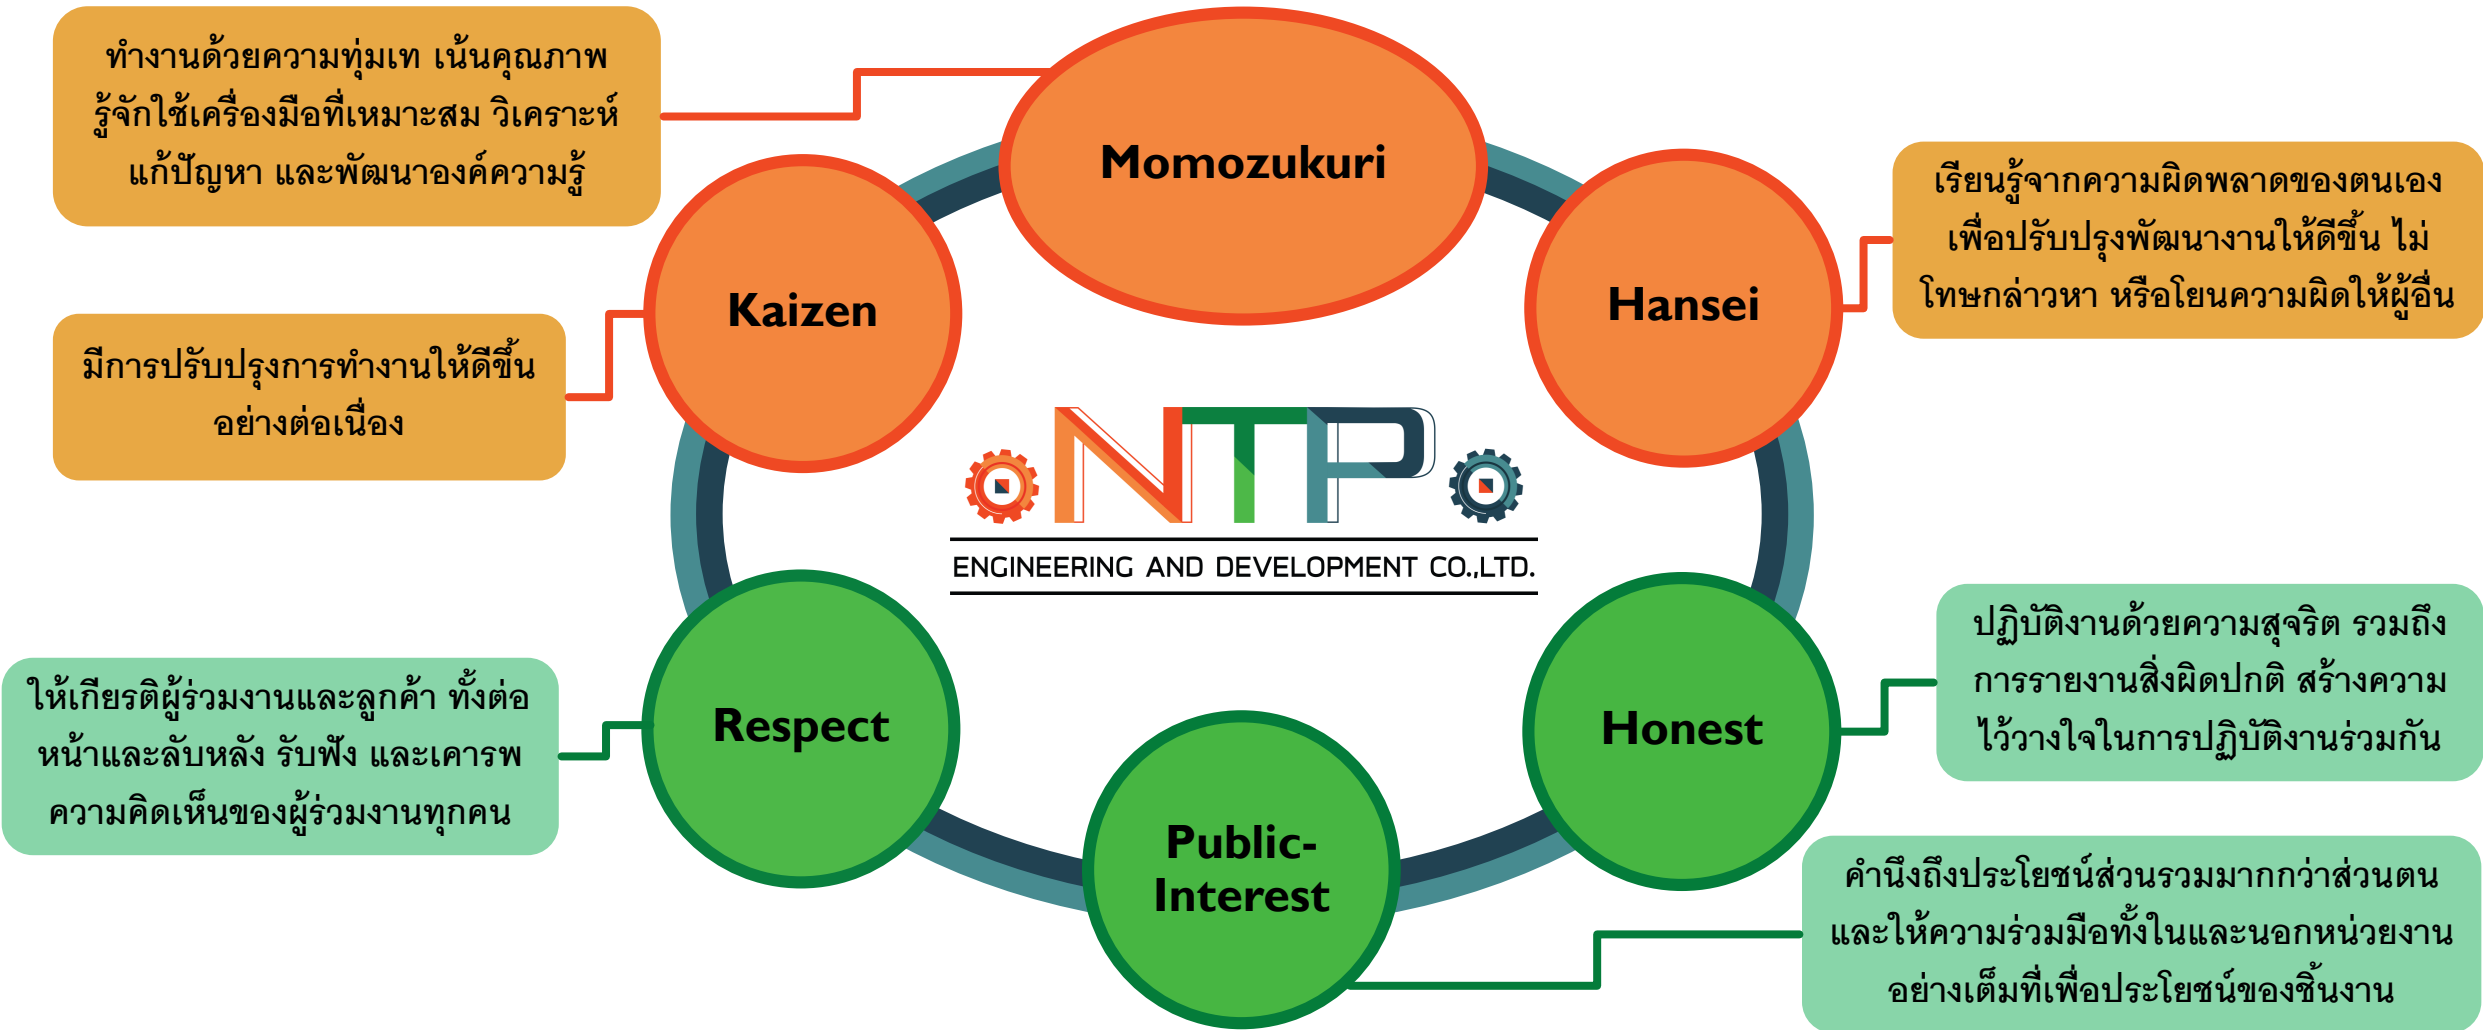 ทำงานด้วยความทุ่มเท เน้นคุณภาพ
รู้จักใช้เครื่องมือที่เหมาะสม วิเคราะห์
แก้ปัญหา และพัฒนาองค์ความรู้
Momozukuri
Kaizen
Hansei
เรียนรู้จากความผิดพลาดของตนเอง
เพื่อปรับปรุงพัฒนางานให้ดีขึ้น ไม่
โทษกล่าวหา หรือโยนความผิดให้ผู้อื่น
มีการปรับปรุงการทำงานให้ดีขึ้น
อย่างต่อเนื่อง
NTP
ENGINEERING AND DEVELOPMENT CO.,LTD.
ให้เกียรติผู้ร่วมงานและลูกค้า ทั้งต่อ
หน้าและลับหลัง รับฟัง และเคารพ
ความคิดเห็นของผู้ร่วมงานทุกคน
Respect
Honest
ปฏิบัติงานด้วยความสุจริต รวมถึง
การรายงานสิ่งผิดปกติ สร้างความ
ไว้วางใจในการปฏิบัติงานร่วมกัน
Public-
Interest
คำนึงถึงประโยชน์ส่วนรวมมากกว่าส่วนตน
และให้ความร่วมมือทั้งในและนอกหน่วยงาน
อย่างเต็มที่เพื่อประโยชน์ของชิ้นงาน